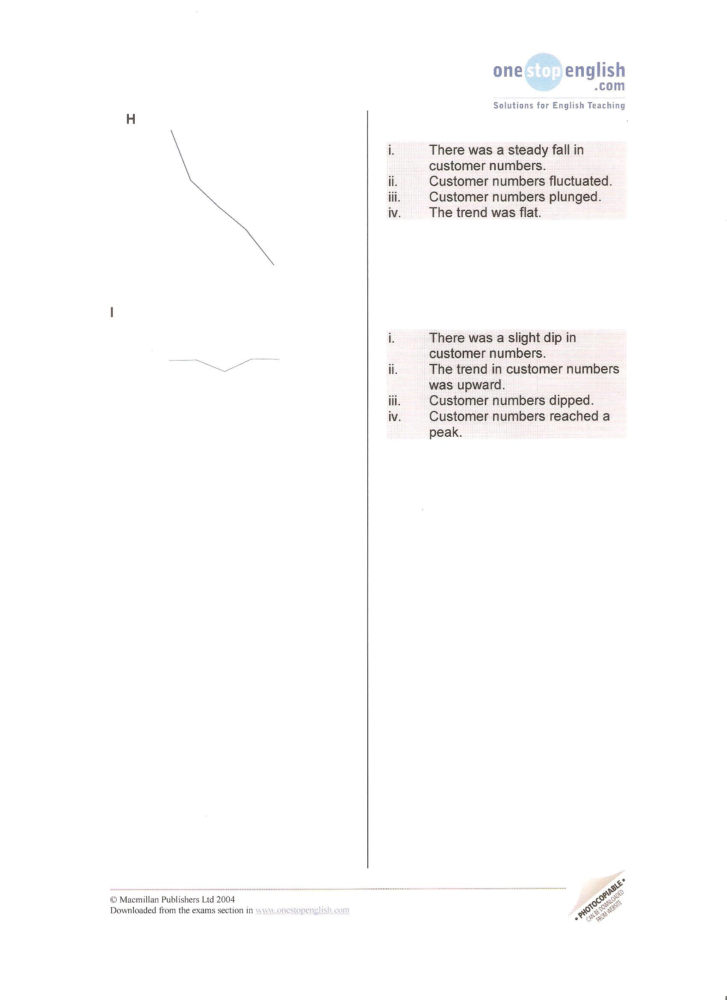 one stop english
.com
Solutions for English Teaching
H
i. There was a steady fall in
customer numbers.
ii. Customer numbers fluctuated.
iii. Customer numbers plunged.
iv. The trend was flat.
I
i. There was a slight dip in
customer numbers.
ii. The trend in customer numbers
was upward.
iii. Customer numbers dipped.
iv. Customer numbers reached a
peak.
© Macmillan Publishers Ltd 2004
Downloaded from the exams section in www.onestopenglish.com
• PHOTOCOPIABLE •
CAN BE DOWNLOADED
FROM WEBSITE